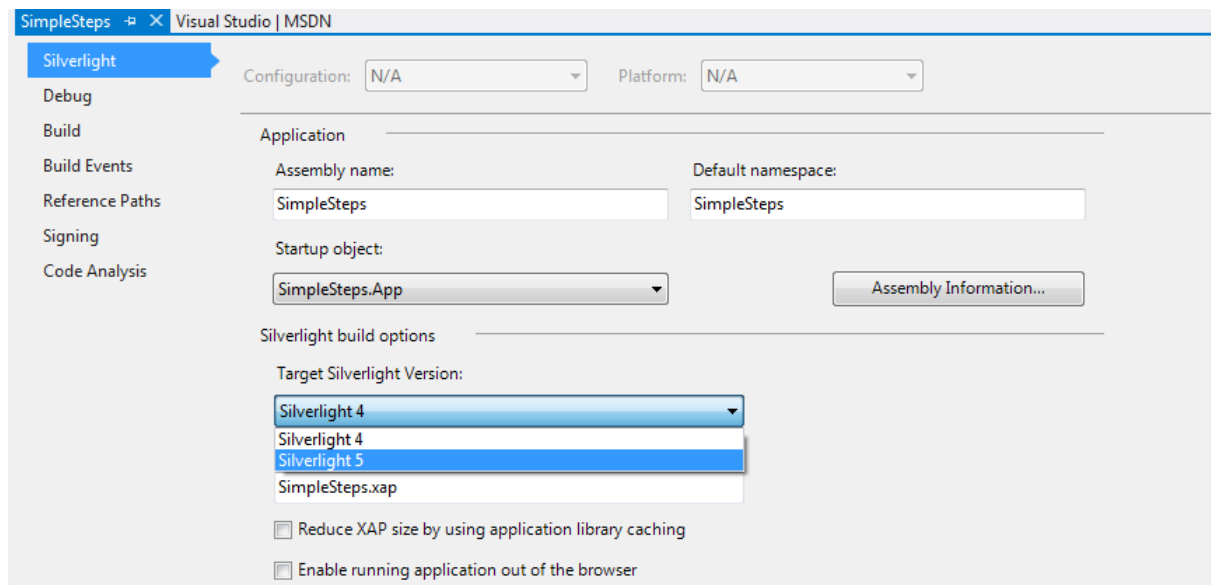 SimpleSteps Visual Studio | MSDN
Silverlight
Debug
Build
Build Events
Reference Paths
Signing
Code Analysis
Configuration: N/A Platform: N/A
Application
Assembly name: Default namespace:
SimpleSteps SimpleSteps
Startup object:
SimpleSteps.App Assembly Information...
Silverlight build options
Target Silverlight Version:
Silverlight 4
Silverlight 4
Silverlight 5
SimpleSteps.xap
Reduce XAP size by using application library caching
Enable running application out of the browser